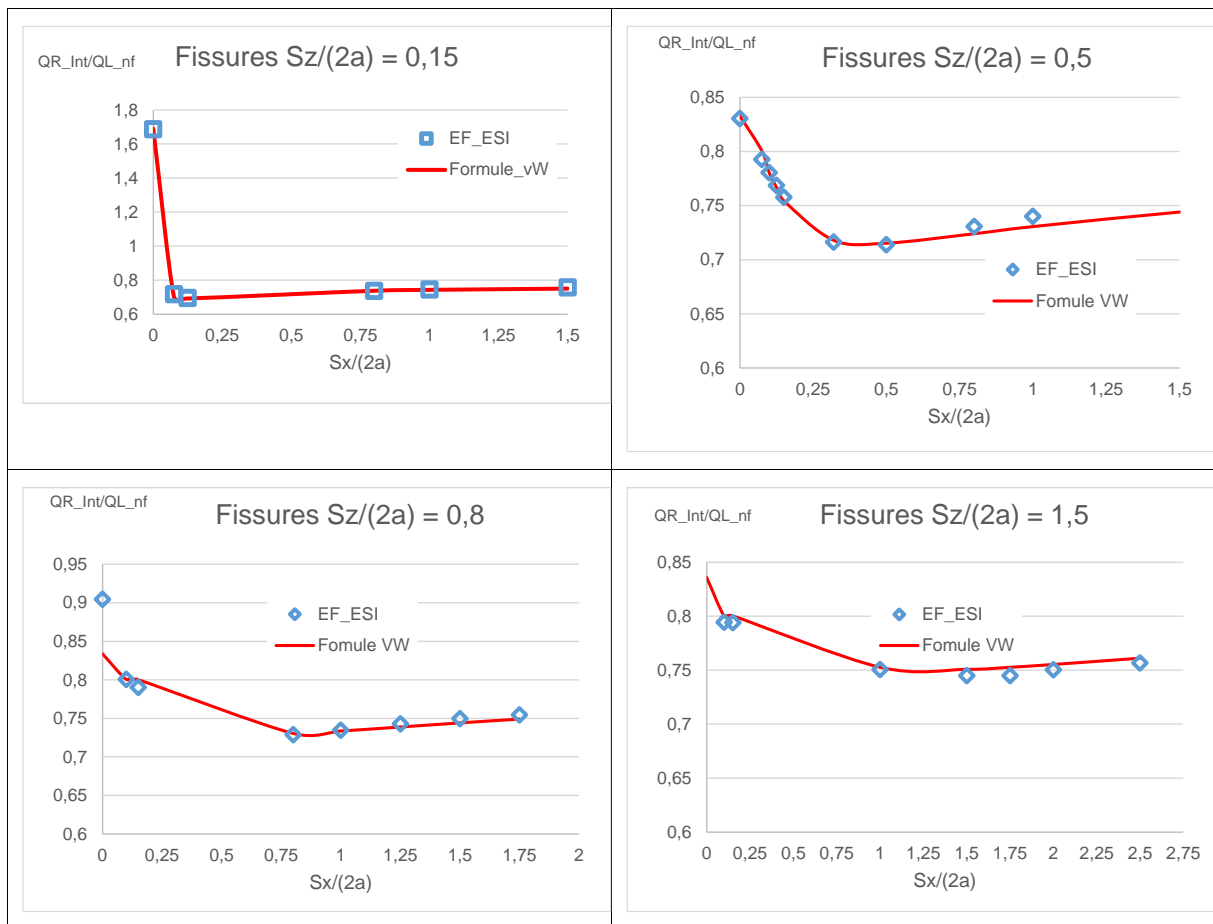 QR_Int/QL_nf
Fissures Sz/(2a) = 0,15
1,8
1,6
1,4
1,2
1
0,8
0,6
EF_ESI
Formule_vW
0 0,25 0,5 0,75 1 1,25 1,5
Sx/(2a)
QR_Int/QL_nf
Fissures Sz/(2a) = 0,5
0,85
0,8
0,75
0,7
0,65
0,6
EF_ESI
Fomule VW
0 0,25 0,5 0,75 1 1,25 1,5
Sx/(2a)
QR_Int/QL_nf
Fissures Sz/(2a) = 0,8
0,95
0,9
0,85
0,8
0,75
0,7
0,65
0,6
EF_ESI
Fomule VW
0 0,25 0,5 0,75 1 1,25 1,5 1,75 2
Sx/(2a)
QR_Int/QL_nf
Fissures Sz/(2a) = 1,5
0,85
0,8
0,75
0,7
0,65
0,6
EF_ESI
Fomule VW
0 0,25 0,5 0,75 1 1,25 1,5 1,75 2 2,25 2,5 2,75
Sx/(2a)